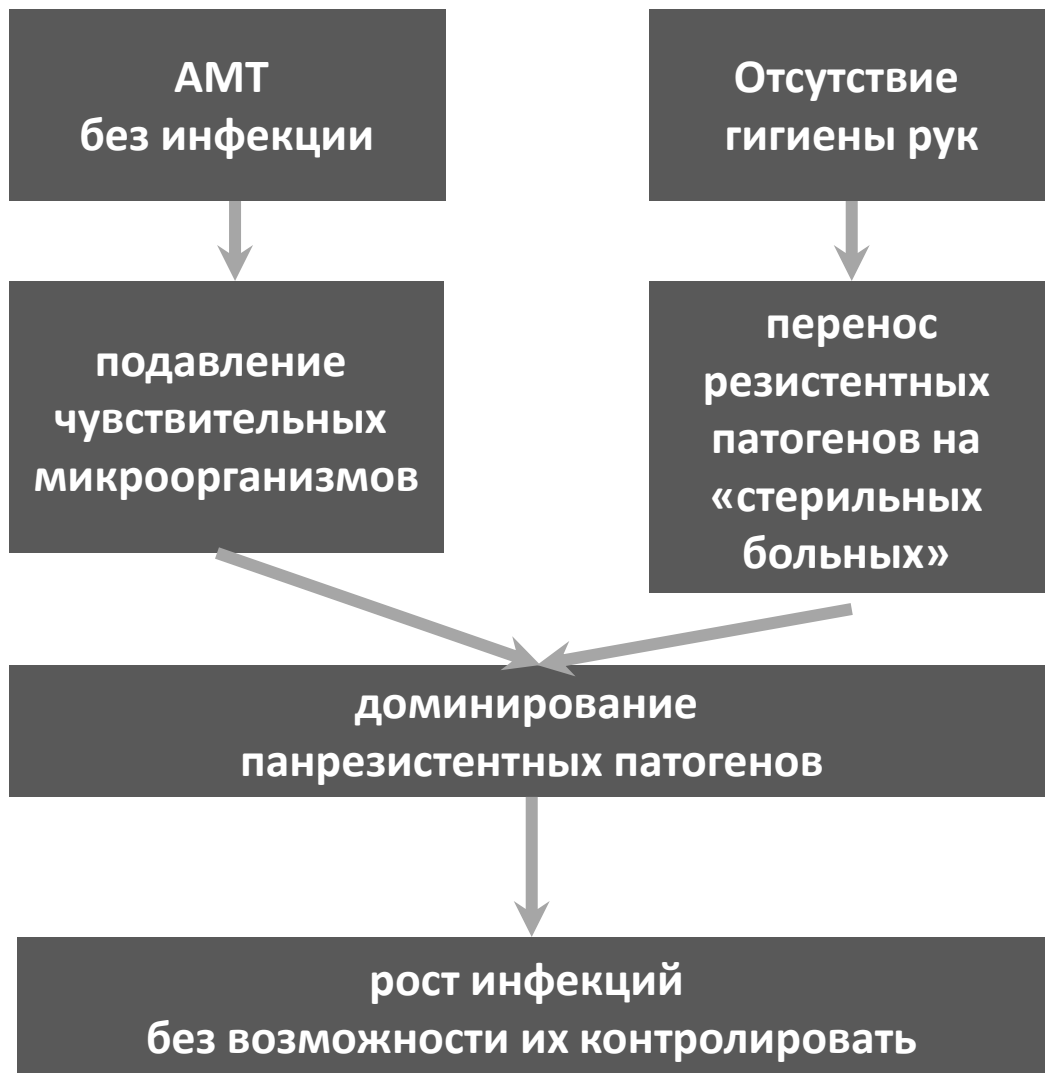 АМТ
без инфекции
Отсутствие
гигиены рук
подавление
чувствительных
микроорганизмов
перенос
резистентных
патогенов на
«стерильных
больных»
доминирование
панрезистентных патогенов
рост инфекций
без возможности их контролировать